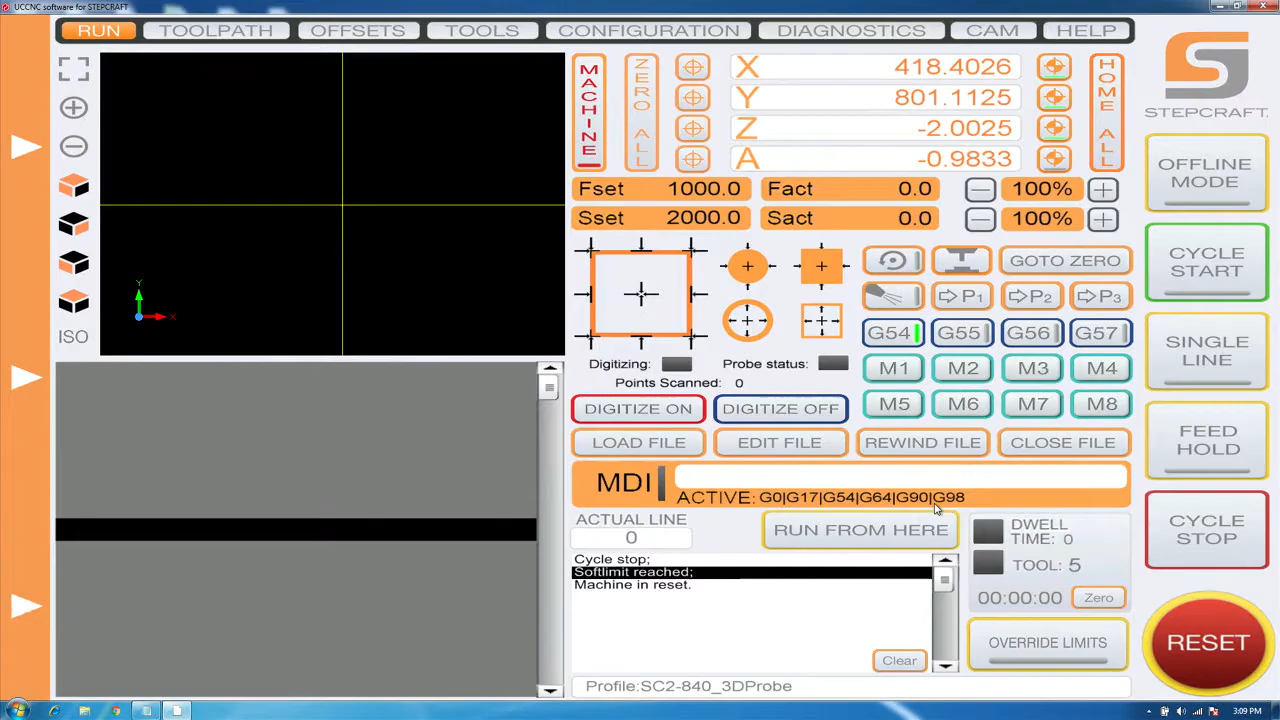 UCCNC software for STEPCRAFT
RUN TOOLPATH OFFSETS TOOLS CONFIGURATION DIAGNOSTICS CAM HELP
MACHINE
ZERO ALL
X 418.4026
Y 801.1125
Z -2.0025
A -0.9833
HOME ALL
STEPCRAFT
Fset 1000.0 Fact 0.0 100%
Sset 2000.0 Sact 0.0 100%
OFFLINE
MODE
CYCLE
START
SINGLE
LINE
FEED
HOLD
CYCLE
STOP
RESET
Y
X
ISO
GOTO ZERO
P1 P2 P3
G54 G55 G56 G57
M1 M2 M3 M4
M5 M6 M7 M8
Digitizing: Probe status:
Points Scanned: 0
DIGITIZE ON DIGITIZE OFF
LOAD FILE EDIT FILE REWIND FILE CLOSE FILE
MDI
ACTIVE: G0|G17|G54|G64|G90|G98
ACTUAL LINE
0
RUN FROM HERE
DWELL
TIME: 0
TOOL: 5
00:00:00 Zero
Cycle stop;
Softlimit reached;
Machine in reset.
Clear
OVERRIDE LIMITS
Profile:SC2-840_3DProbe
3:09 PM